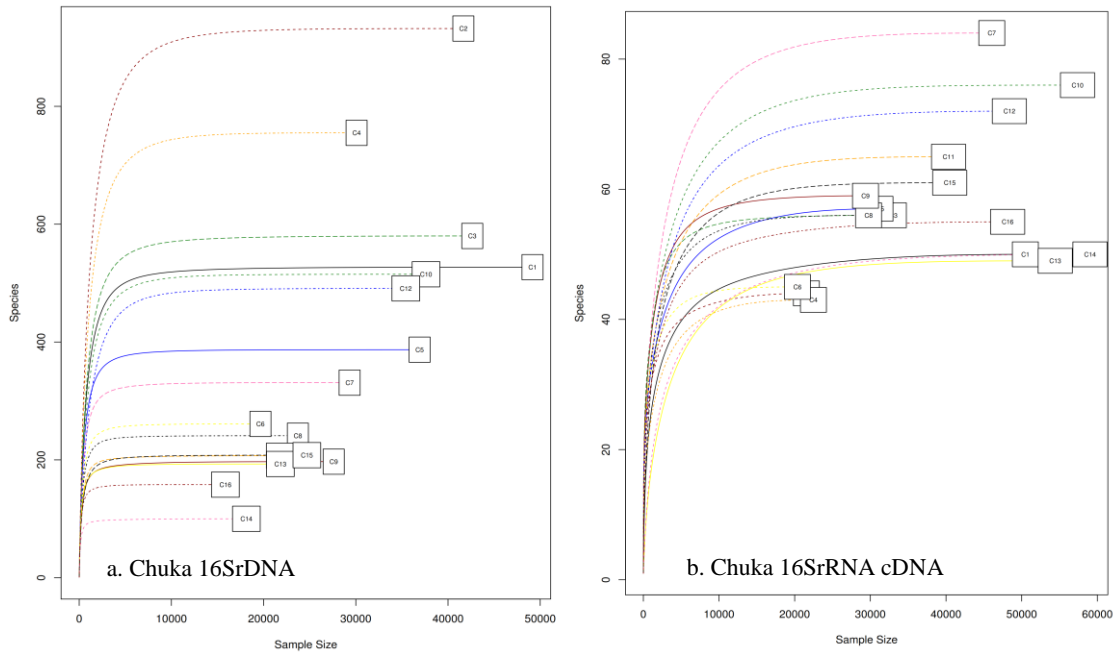 Species
800
600
400
200
0
C2
C4
C3
C1
C10
C12
C5
C7
C6
C8
C15
C13
C9
C16
C14
a. Chuka 16SrDNA
0
10000
20000
30000
40000
50000
Sample Size
Species
80
60
40
20
0
C7
C10
C12
C11
C15
C9
C8
C16
C1
C13
C14
C6
C4
b. Chuka 16SrRNA cDNA
0
10000
20000
30000
40000
50000
60000
Sample Size